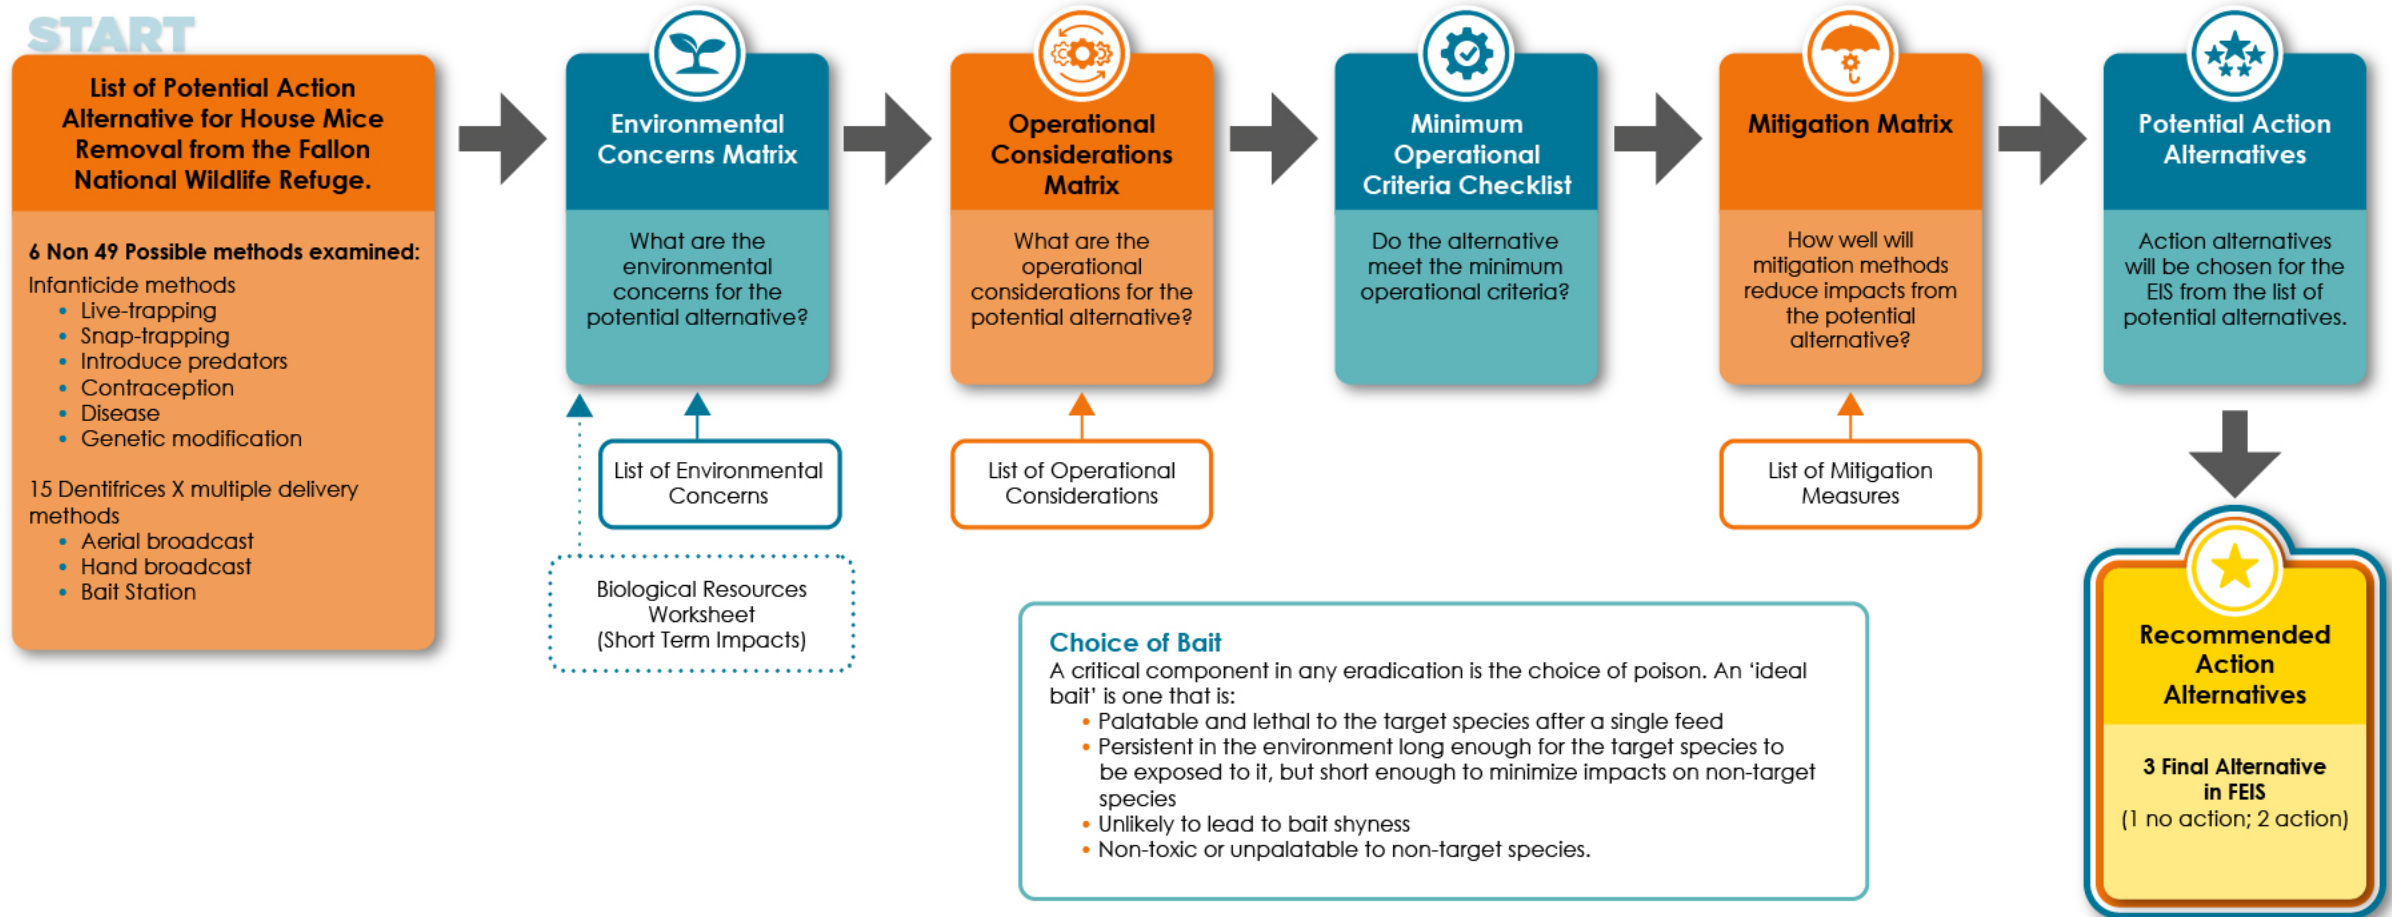 START
List of Potential Action
Alternative for House Mice
Removal from the Fallon
National Wildlife Refuge.
6 Non 49 Possible methods examined:
Infanticide methods
• Live-trapping
• Snap-trapping
• Introduce predators
• Contraception
• Disease
• Genetic modification
15 Dentifrices X multiple delivery
methods
• Aerial broadcast
• Hand broadcast
• Bait Station
Environmental
Concerns Matrix
What are the
environmental
concerns for the
potential alternative?
List of Environmental
Concerns
Biological Resources
Worksheet
(Short Term Impacts)
Operational
Considerations
Matrix
What are the
operational
considerations for the
potential alternative?
List of Operational
Considerations
Minimum
Operational
Criteria Checklist
Do the alternative
meet the minimum
operational criteria?
Mitigation Matrix
How well will
mitigation methods
reduce impacts from
the potential
alternative?
List of Mitigation
Measures
Potential Action
Alternatives
Action alternatives
will be chosen for the
EIS from the list of
potential alternatives.
Choice of Bait
A critical component in any eradication is the choice of poison. An ‘ideal
bait’ is one that is:
• Palatable and lethal to the target species after a single feed
• Persistent in the environment long enough for the target species to
be exposed to it, but short enough to minimize impacts on non-target
species
• Unlikely to lead to bait shyness
• Non-toxic or unpalatable to non-target species.
Recommended
Action
Alternatives
3 Final Alternative
in FEIS
(1 no action; 2 action)